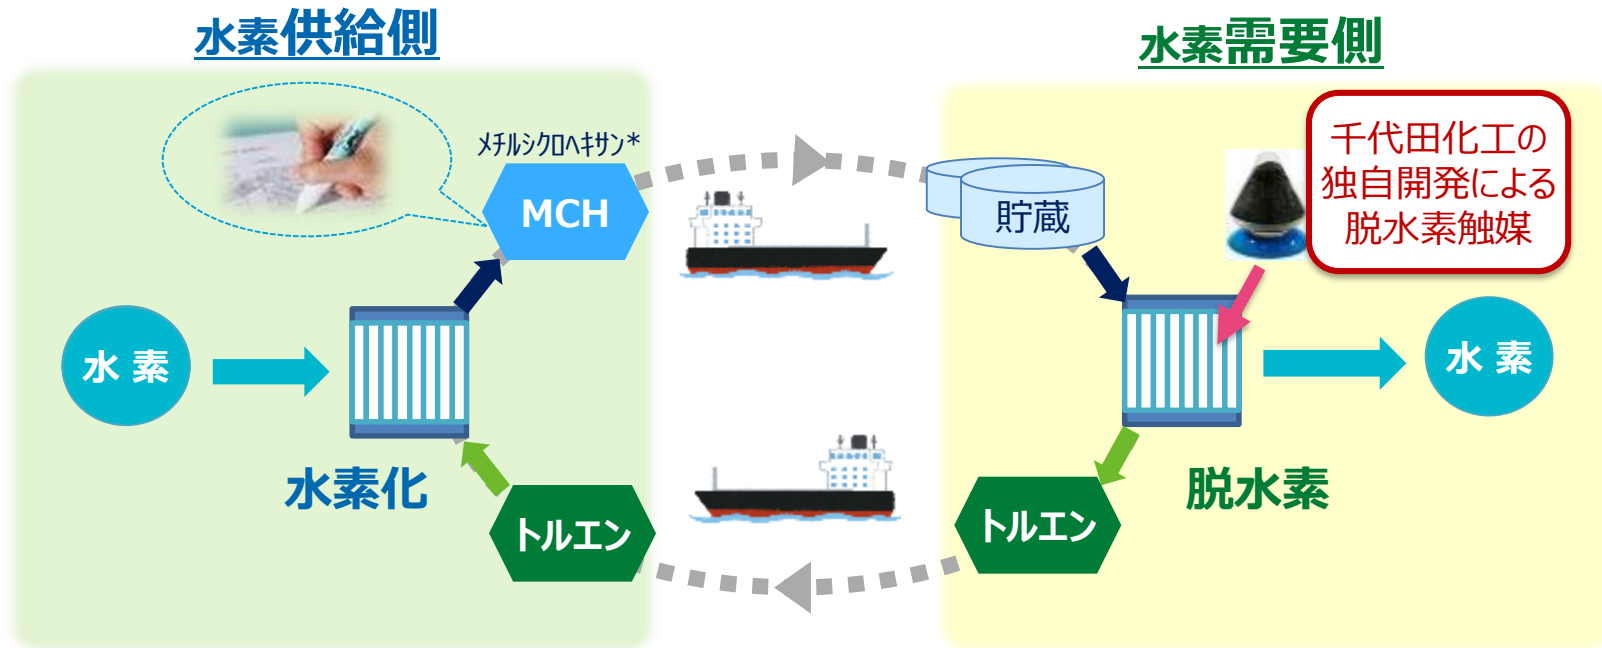 水素供給側
水素需要側
メチルシクロヘキサン*
MCH
貯蔵
千代田化工の
独自開発による
脱水素触媒
水 素
水 素
水素化
脱水素
トルエン
トルエン